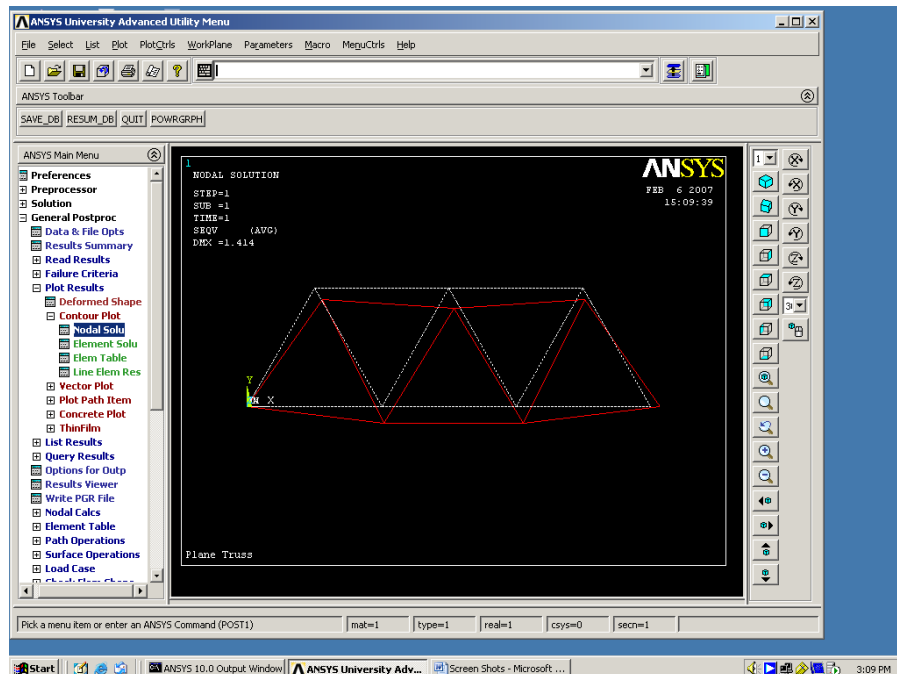 ANSYS University Advanced Utility Menu
File Select List Plot PlotCtrls WorkPlane Parameters Macro MenuCtrls Help
ANSYS Toolbar
SAVE_DB RESUM_DB QUIT POWRGRPH
ANSYS Main Menu
Preferences
Preprocessor
Solution
General Postproc
Data & File Opts
Results Summary
Read Results
Failure Criteria
Plot Results
Deformed Shape
Contour Plot
Nodal Solu
Element Solu
Elem Table
Line Elem Res
Vector Plot
Plot Path Item
Concrete Plot
ThinFilm
List Results
Query Results
Options for Outp
Results Viewer
Write PGR File
Nodal Calcs
Element Table
Path Operations
Surface Operations
Load Case
1
NODAL SOLUTION
STEP=1
SUB =1
TIME=1
SEQV (AVG)
DMX =1.414
ANSYS
FEB 6 2007
15:09:39
Y
X
Plane Truss
1
Pick a menu item or enter an ANSYS Command (POST1)
mat=1
type=1
real=1
csys=0
secn=1
Start
ANSYS 10.0 Output Window
ANSYS University Adv...
Screen Shots - Microsoft ...
3:09 PM